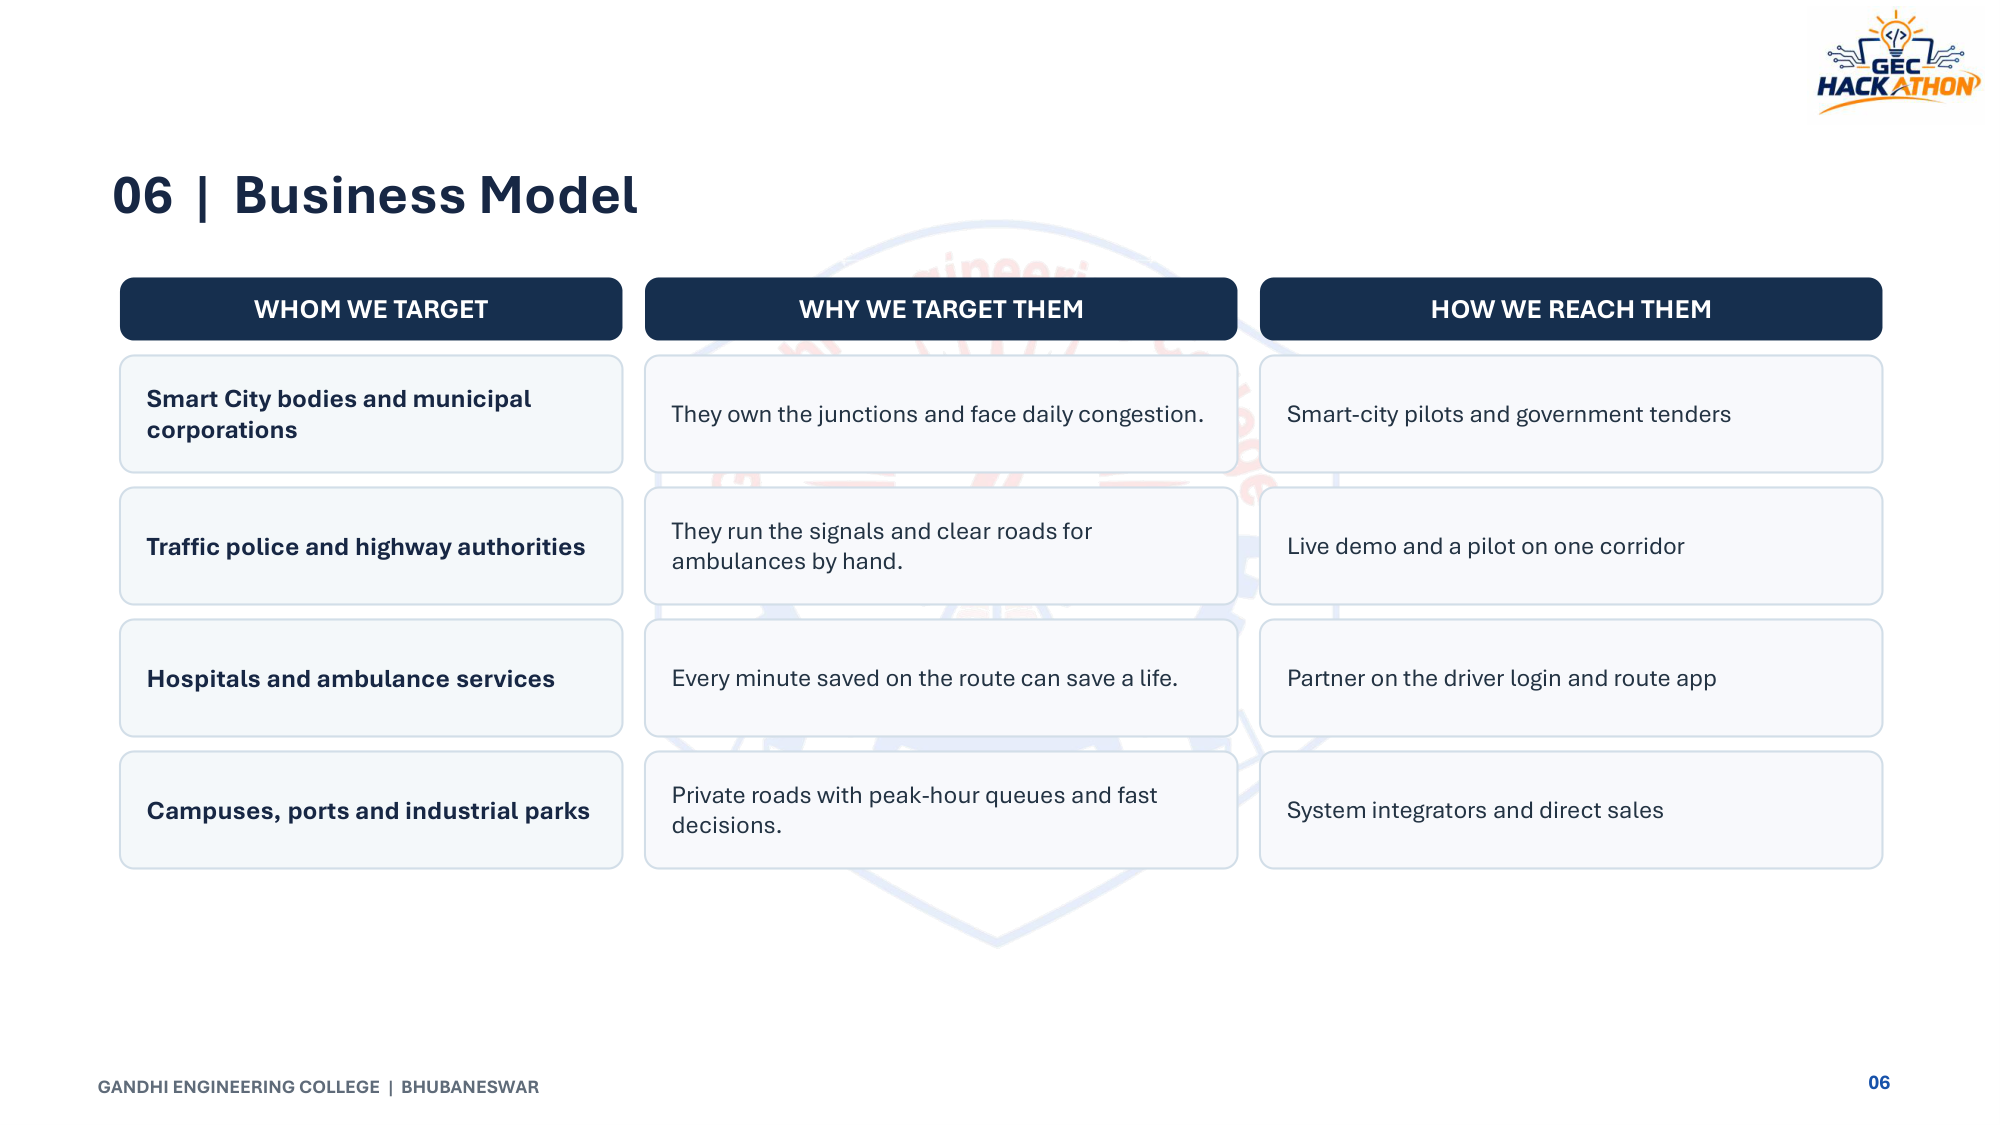 </>
GEC
HACKATHON
06 | Business Model
WHOM WE TARGET
WHY WE TARGET THEM
HOW WE REACH THEM
Smart City bodies and municipal
corporations
They own the junctions and face daily congestion.
Smart-city pilots and government tenders
Traffic police and highway authorities
They run the signals and clear roads for
ambulances by hand.
Live demo and a pilot on one corridor
Hospitals and ambulance services
Every minute saved on the route can save a life.
Partner on the driver login and route app
Campuses, ports and industrial parks
Private roads with peak-hour queues and fast
decisions.
System integrators and direct sales
GANDHI ENGINEERING COLLEGE | BHUBANESWAR
06